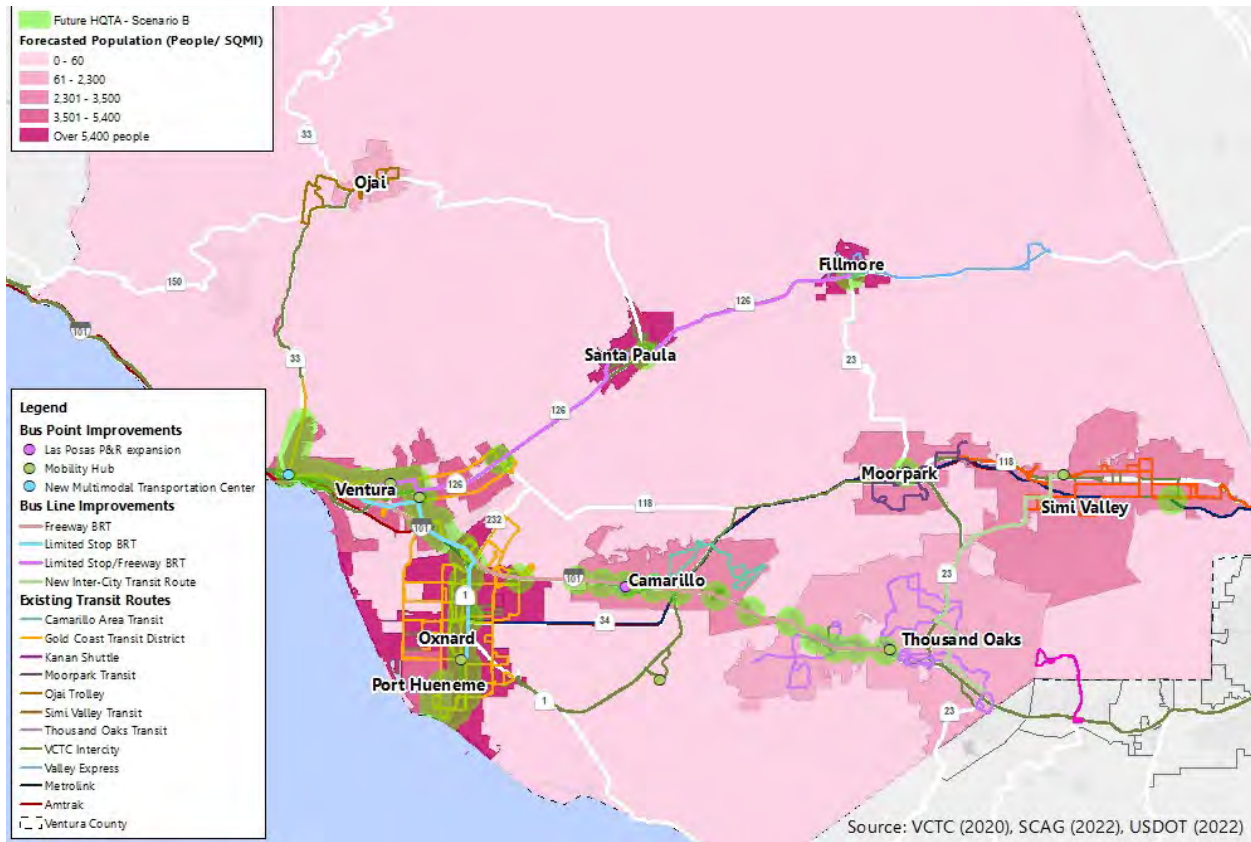 Future HQTA - Scenario B
Forecasted Population (People/ SQMI)
0 - 60
61 - 2,300
2,301 - 3,500
3,501 - 5,400
Over 5,400 people
33
Ojai
150
101
Fillmore
126
23
Santa Paula
33
126
Legend
Bus Point Improvements
Las Posas P&R expansion
Mobility Hub
New Multimodal Transportation Center
Bus Line Improvements
Freeway BRT
Limited Stop BRT
Limited Stop/Freeway BRT
New Inter-City Transit Route
Existing Transit Routes
Camarillo Area Transit
Gold Coast Transit District
Kanan Shuttle
Moorpark Transit
Ojai Trolley
Simi Valley Transit
Thousand Oaks Transit
VCTC Intercity
Valley Express
Metrolink
Amtrak
Ventura County
Ventura
126
101
232
118
Moorpark
118
Simi Valley
101
Camarillo
23
1
34
Oxnard
Thousand Oaks
Port Hueneme
1
23
Source: VCTC (2020), SCAG (2022), USDOT (2022)